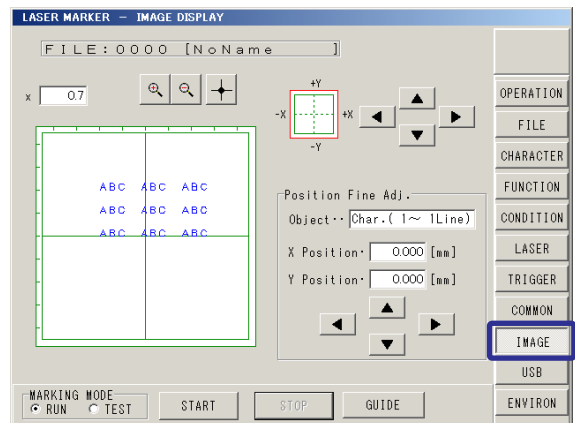 LASER MARKER － IMAGE DISPLAY
FILE:0000 [NoName ]
x 0.7
+Y
-X +X
-Y
ABC ABC ABC
ABC ABC ABC
ABC ABC ABC
Position Fine Adj.
Object･･ Char.( 1～ 1Line)
X Position･ 0.000 [mm]
Y Position･ 0.000 [mm]
MARKING MODE
RUN TEST
START
STOP
GUIDE
OPERATION
FILE
CHARACTER
FUNCTION
CONDITION
LASER
TRIGGER
COMMON
IMAGE
USB
ENVIRON